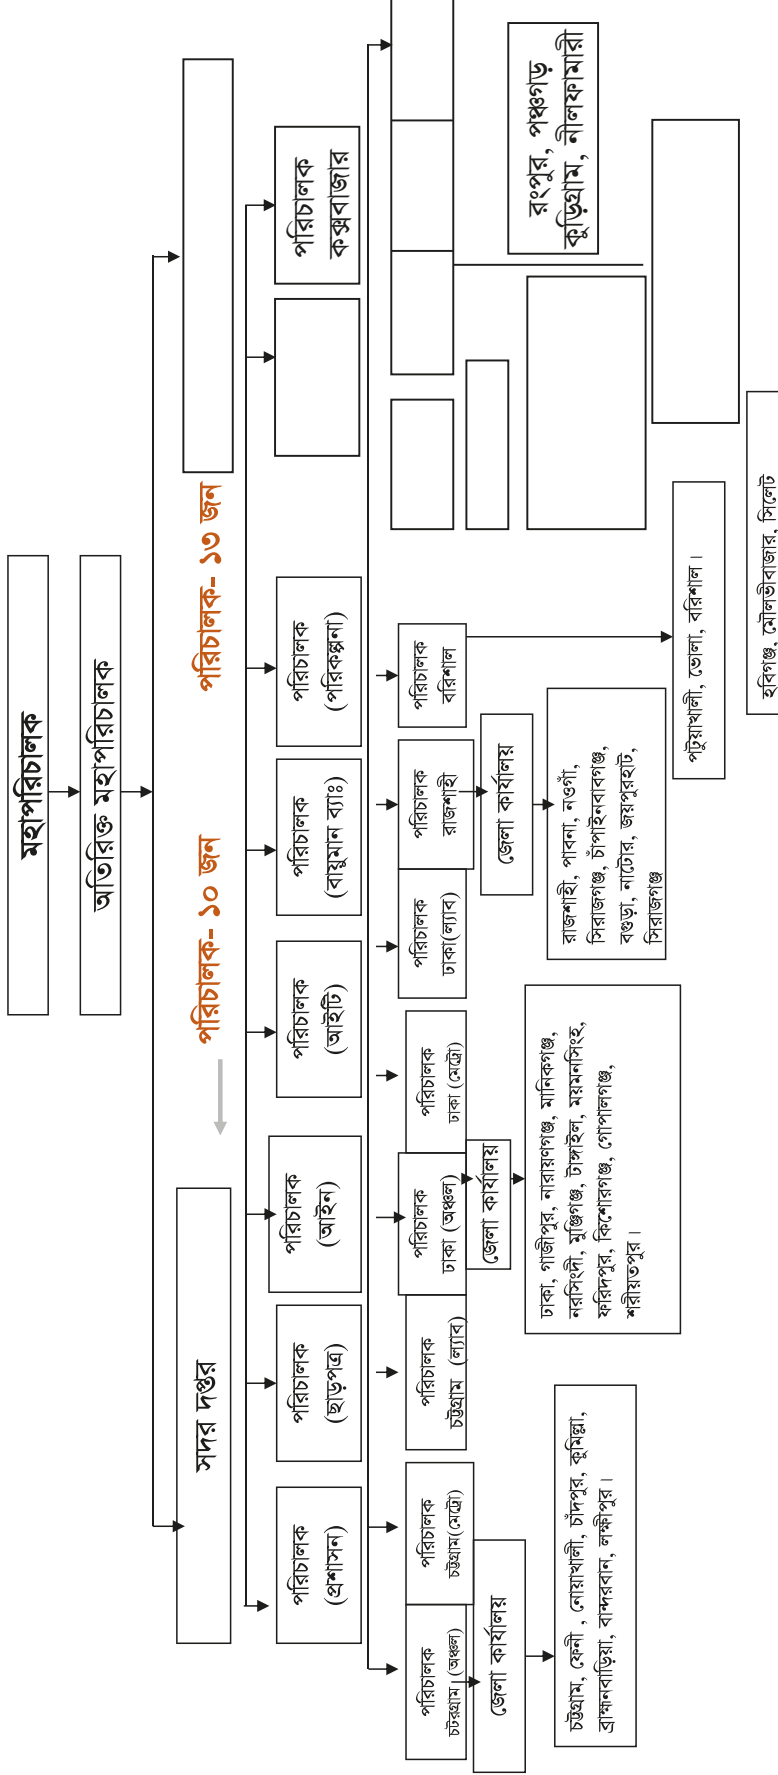 মহাপরিচালক
অতিরিক্ত মহাপরিচালক
সদর দপ্তর
পরিচালক- ১০ জন
পরিচালক- ১৩ জন
পরিচালক
(প্রশাসন)
পরিচালক
(ছাড়পত্র)
পরিচালক
(আইন)
পরিচালক
(আইটি)
পরিচালক
(বায়ুমান ব্যাঃ)
পরিচালক
(পরিকল্পনা)
পরিচালক
কক্সবাজার
পরিচালক
চটরগ্রাম (অঞ্চল)
পরিচালক
চট্টগ্রাম(মেট্রো)
পরিচালক
চট্টগ্রাম (ল্যাব)
পরিচালক
ঢাকা (অঞ্চল)
পরিচালক
ঢাকা (মেট্রো)
পরিচালক
ঢাকা(ল্যাব)
পরিচালক
রাজশাহী
পরিচালক
বরিশাল
জেলা কার্যালয়
জেলা কার্যালয়
জেলা কার্যালয়
চট্টগ্রাম, ফেনী , নোয়াখালী, চাঁদপুর, কুমিল্লা,
ব্রাহ্মনবাড়িয়া, বান্দরবান, লক্ষীপুর।
ঢাকা, গাজীপুর, নারায়ণগঞ্জ, মানিকগঞ্জ,
নরসিংদী, মুন্সিগঞ্জ, টাঙ্গাইল, ময়মনসিংহ,
ফরিদপুর, কিশোরগঞ্জ, গোপালগঞ্জ,
শরীয়তপুর।
রাজশাহী, পাবনা, নওগাঁ,
সিরাজগঞ্জ, চাঁপাইনবাবগঞ্জ,
বগুড়া, নাটোর, জয়পুরহাট,
সিরাজগঞ্জ
পটুয়াখালী, ভোলা, বরিশাল।
হবিগঞ্জ, মৌলভীবাজার, সিলেট
রংপুর, পঞ্চগড়
কুড়িগ্রাম, নীলফামারী